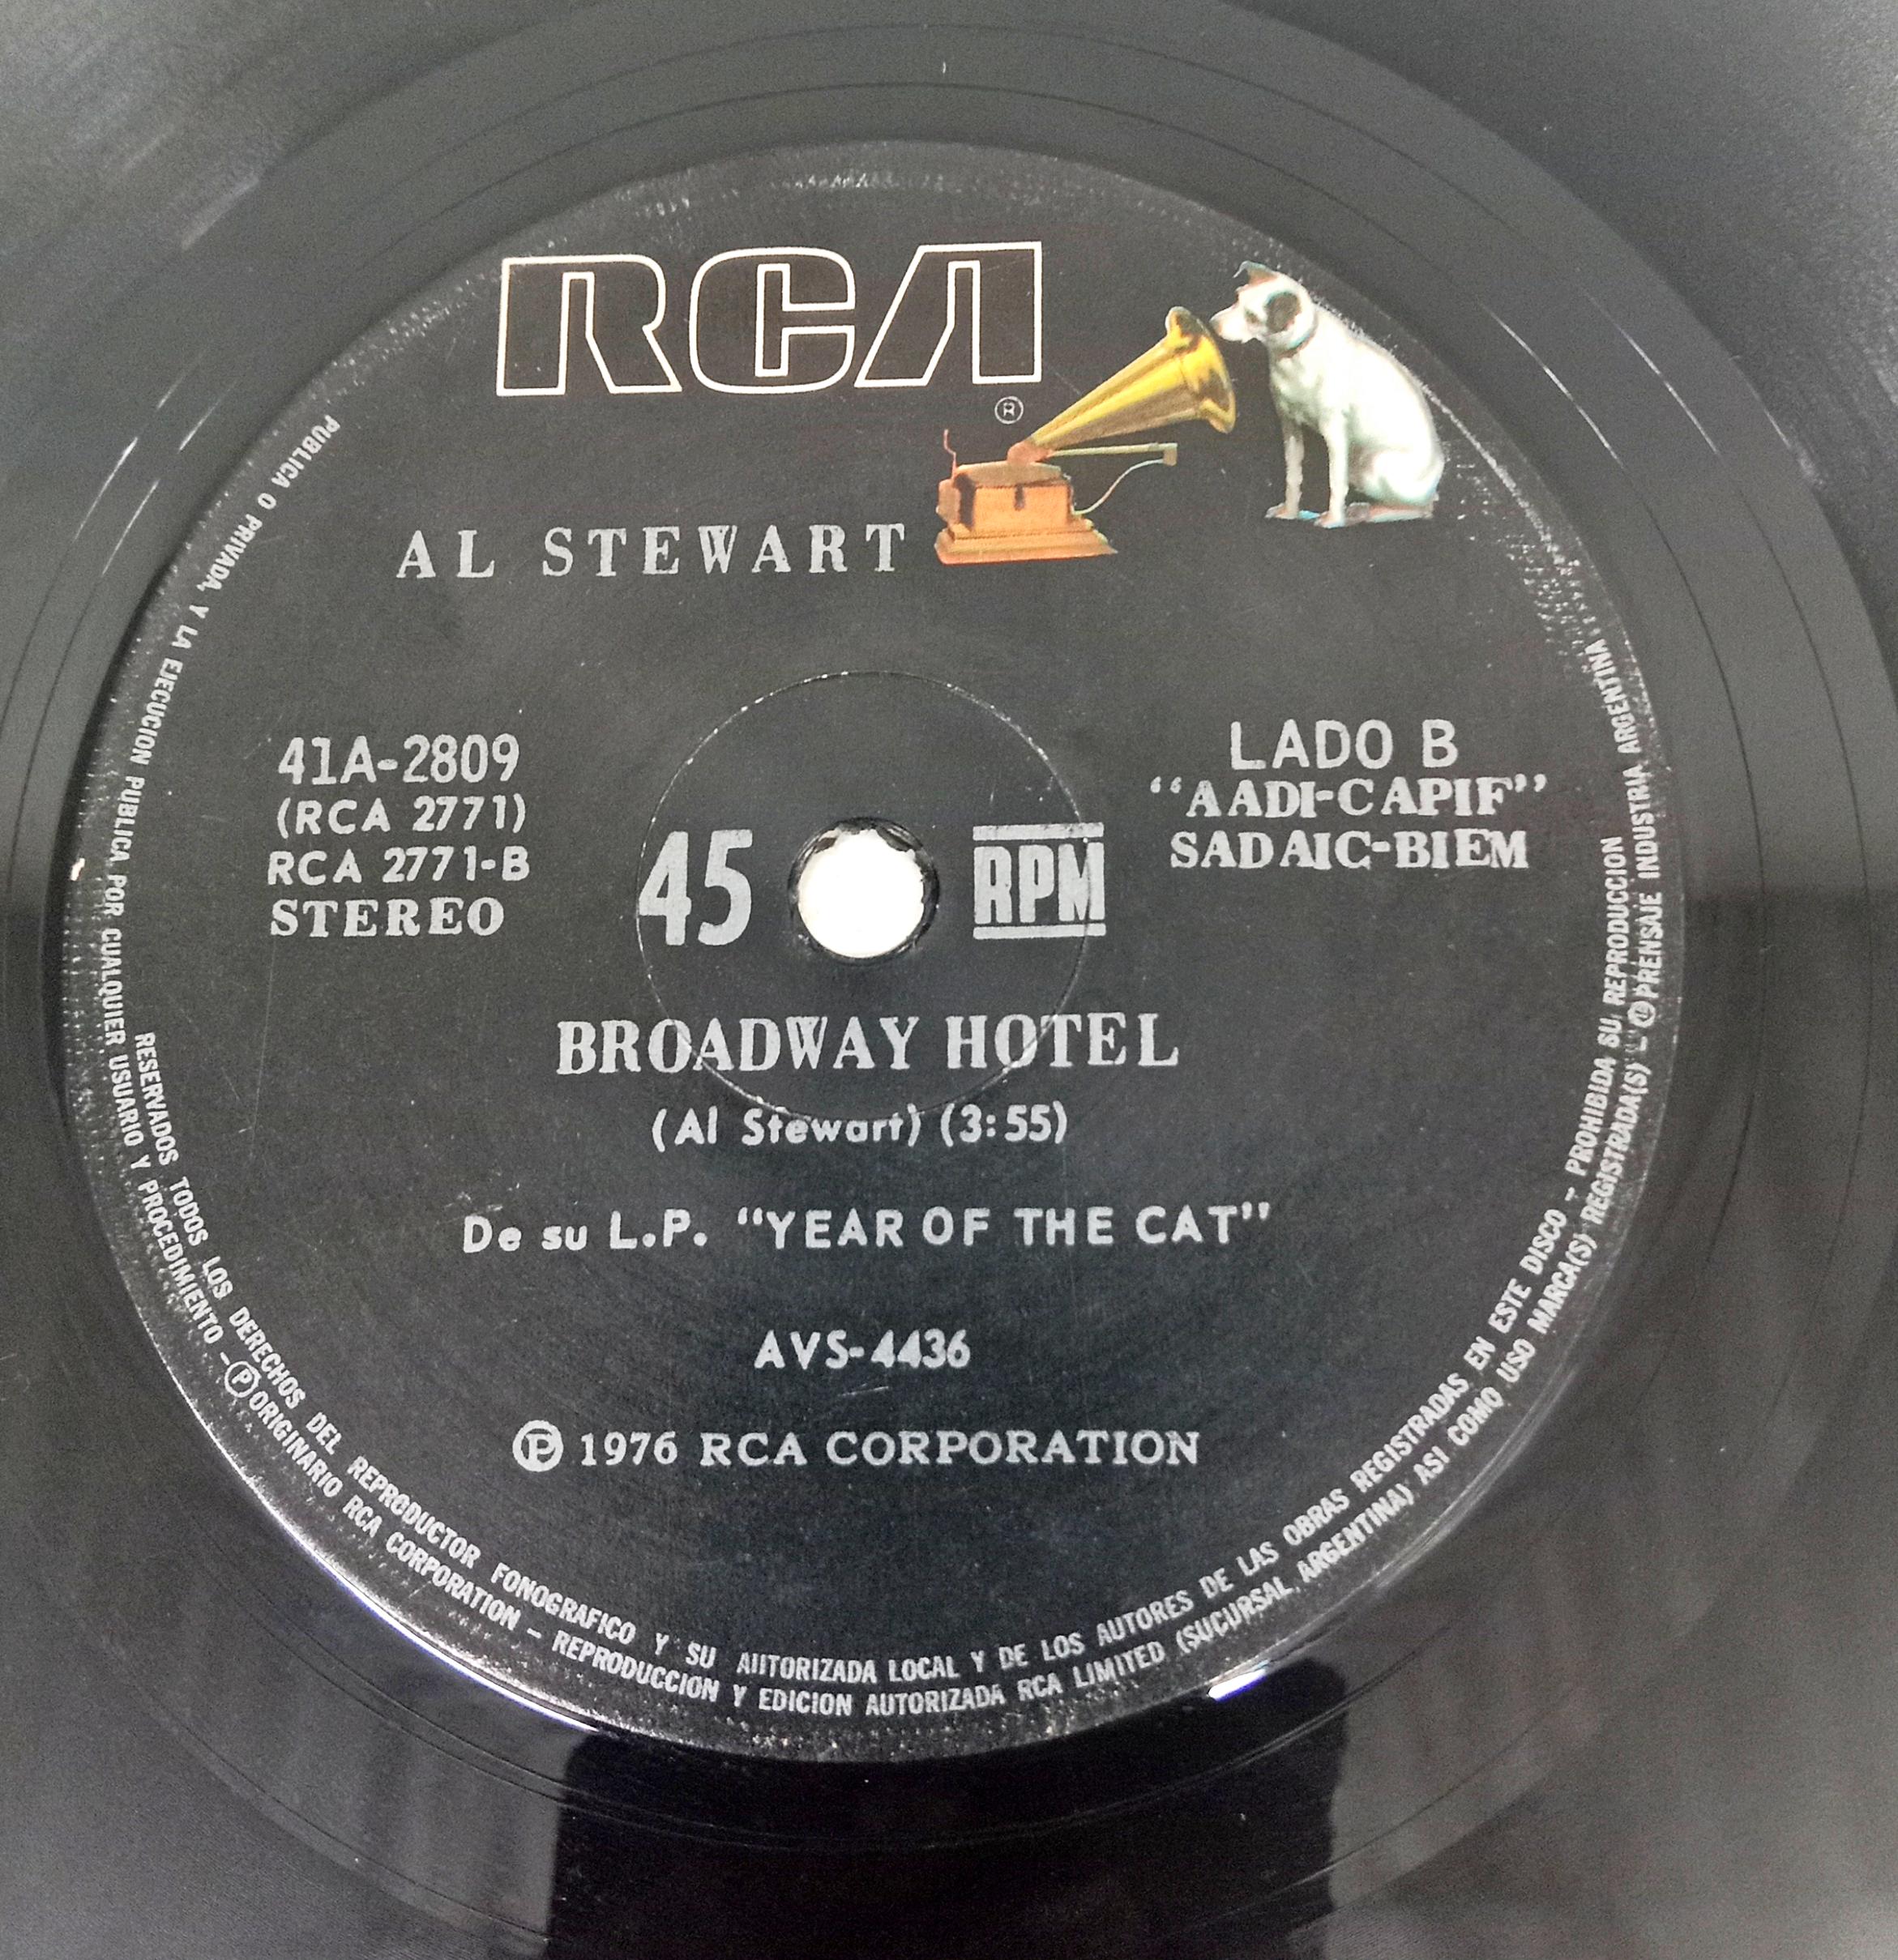 RCA
®
AL STEWART
41A-2809
(RCA 2771)
RCA 2771-B
STEREO
45 RPM
LADO B
“AADI-CAPIF”
SADAIC-BIEM
BROADWAY HOTEL
(Al Stewart) (3:55)
De su L.P. “YEAR OF THE CAT”
AVS-4436
Ⓟ 1976 RCA CORPORATION
RESERVADOS TODOS LOS DERECHOS DEL REPRODUCTOR FONOGRAFICO Y SU AUTORIZADA LOCAL Y DE LOS AUTORES DE LAS OBRAS REGISTRADAS EN ESTE DISCO - PROHIBIDA SU REPRODUCCION
PUBLICA O PRIVADA, Y LA EJECUCION PUBLICA POR CUALQUIER USUARIO Y PROCEDIMIENTO - Ⓟ ORIGINARIO RCA CORPORATION - REPRODUCCION Y EDICION AUTORIZADA RCA LIMITED (SUCURSAL ARGENTINA) ASI COMO USO MARCA(S) REGISTRADA(S) - PRENSAJE INDUSTRIA ARGENTINA